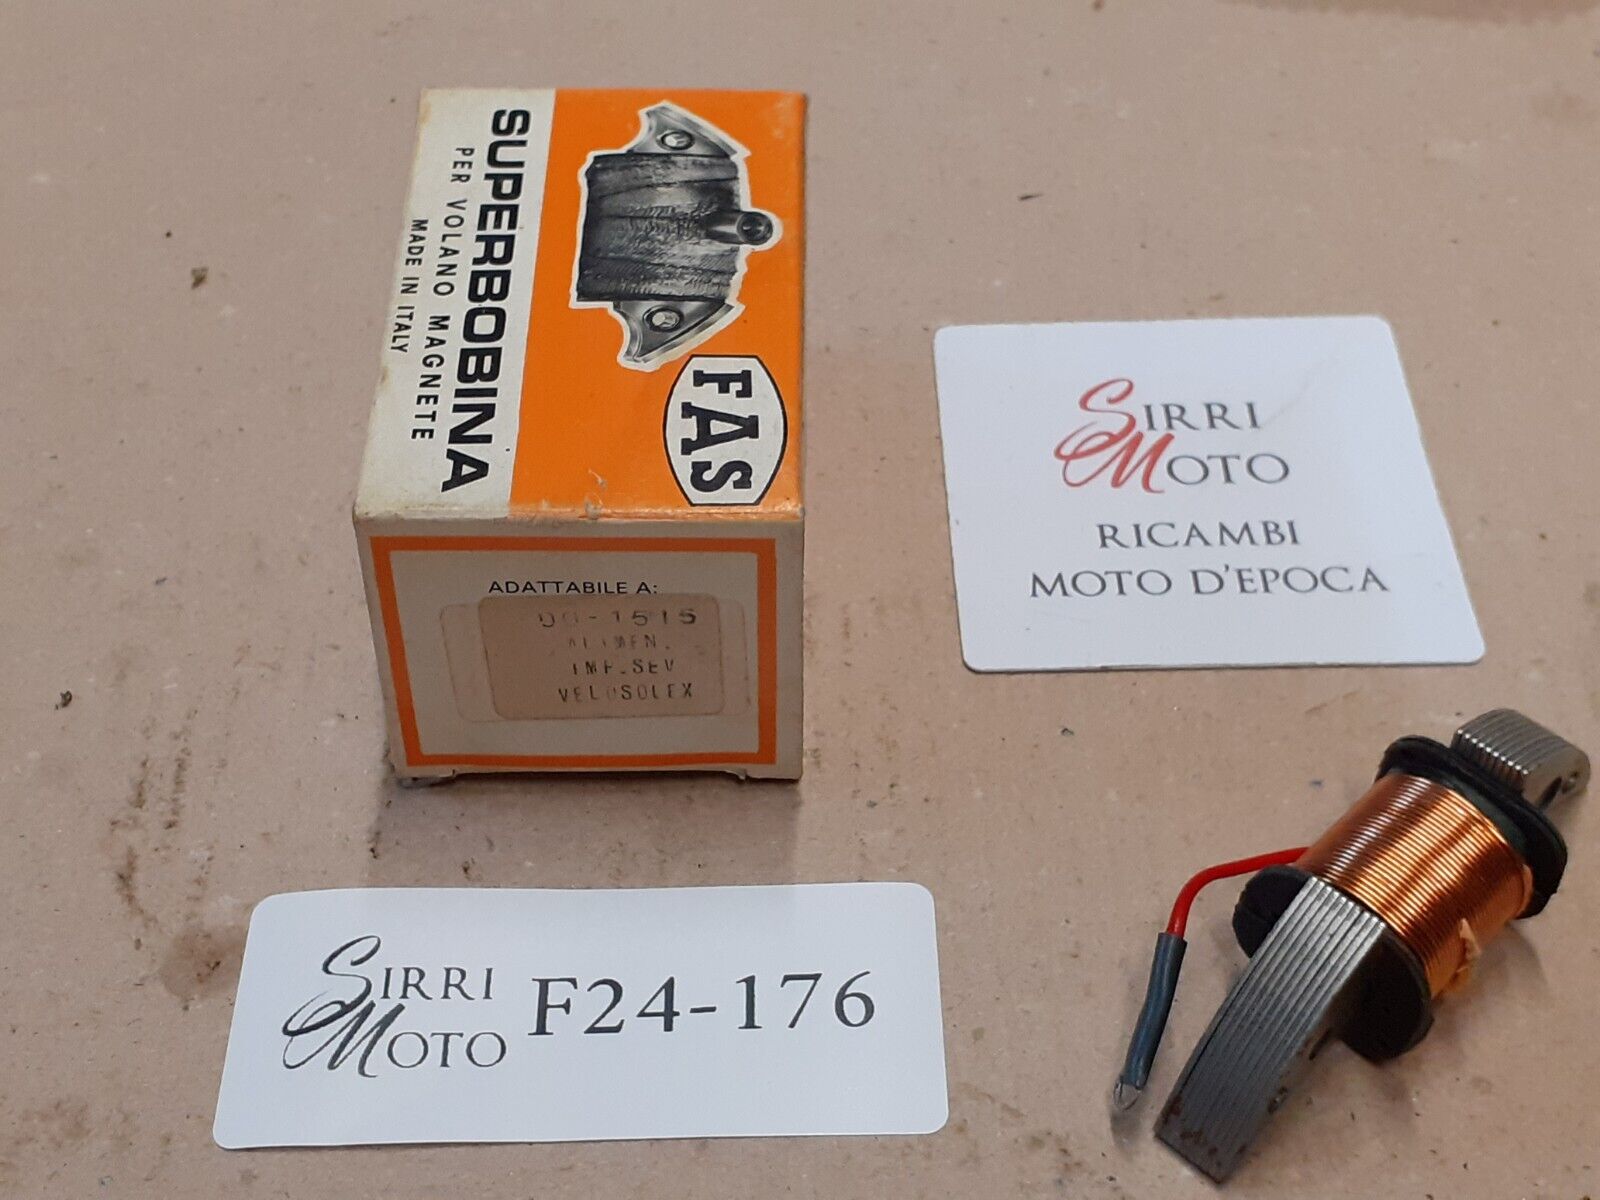 SUPERBOBINA
PER VOLANO MAGNETE
MADE IN ITALY
FAS
ADATTABILE A:
IMP.SEV
VELOSOLEX
SIRRI
MOTO
RICAMBI
MOTO D'EPOCA
SIRRI
MOTO
F24-176